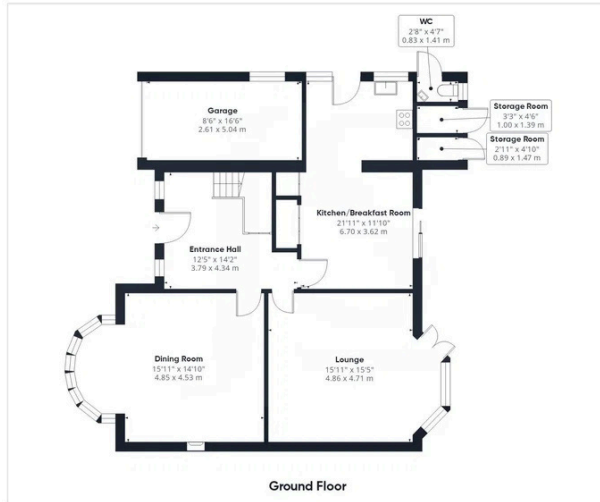 WC
2'8" x 4'7"
0.83 x 1.41 m
Garage
8'6" x 16'6"
2.61 x 5.04 m
Storage Room
3'3" x 4'6"
1.00 x 1.39 m
Storage Room
2'11" x 4'10"
0.89 x 1.47 m
Kitchen/Breakfast Room
21'11" x 11'10"
6.70 x 3.62 m
Entrance Hall
12'5" x 14'2"
3.79 x 4.34 m
Dining Room
15'11" x 14'10"
4.85 x 4.53 m
Lounge
15'11" x 15'5"
4.86 x 4.71 m
Ground Floor